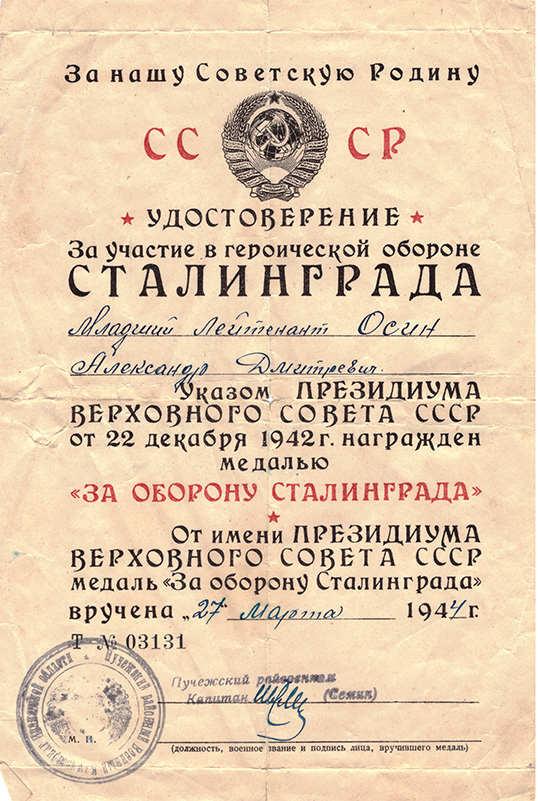 За нашу Советскую Родину
СС СР
УДОСТОВЕРЕНИЕ
За участие в героической обороне
СТАЛИНГРАДА
Младший Лейтенант Осин
Александр Дмитревич.
Указом ПРЕЗИДИУМА
ВЕРХОВНОГО СОВЕТА СССР
от 22 декабря 1942 г. награжден
медалью
«ЗА ОБОРОНУ СТАЛИНГРАДА»
От имени ПРЕЗИДИУМА
ВЕРХОВНОГО СОВЕТА СССР
медаль «За оборону Сталинграда»
вручена „27" марта 1944 г.
Т № 03131
Пучежский райвоенком
Капитан (Семин)
М. П.
(должность, военное звание и подпись лица, вручившего медаль)